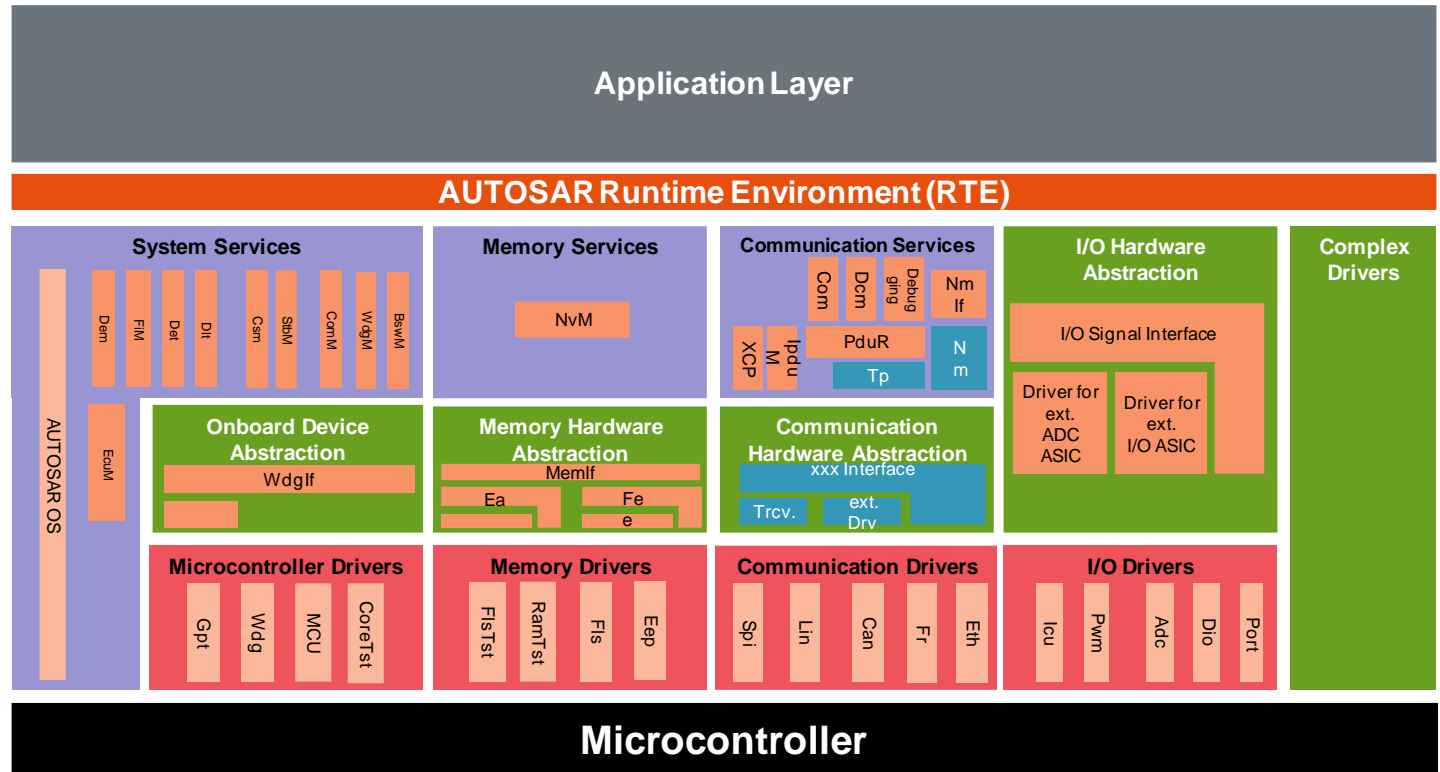 Application Layer
AUTOSAR Runtime Environment (RTE)
System Services
AUTOSAR OS
Dem
FiM
Det
Dlt
Csm
StbM
ComM
WdgM
BswM
EcuM
Memory Services
NvM
Communication Services
Com
Dcm
Debug
ging
Nm
If
XCP
Ipdu
M
PduR
Tp
N
m
I/O Hardware
Abstraction
I/O Signal Interface
Driver for
ext.
ADC
ASIC
Driver for
ext.
I/O ASIC
Complex
Drivers
Onboard Device
Abstraction
WdgIf
Memory Hardware
Abstraction
MemIf
Ea
Fe
e
Communication
Hardware Abstraction
xxx Interface
Trcv.
ext.
Drv
Microcontroller Drivers
Gpt
Wdg
MCU
CoreTst
Memory Drivers
FlsTst
RamTst
Fls
Eep
Communication Drivers
Spi
Lin
Can
Fr
Eth
I/O Drivers
Icu
Pwm
Adc
Dio
Port
Microcontroller